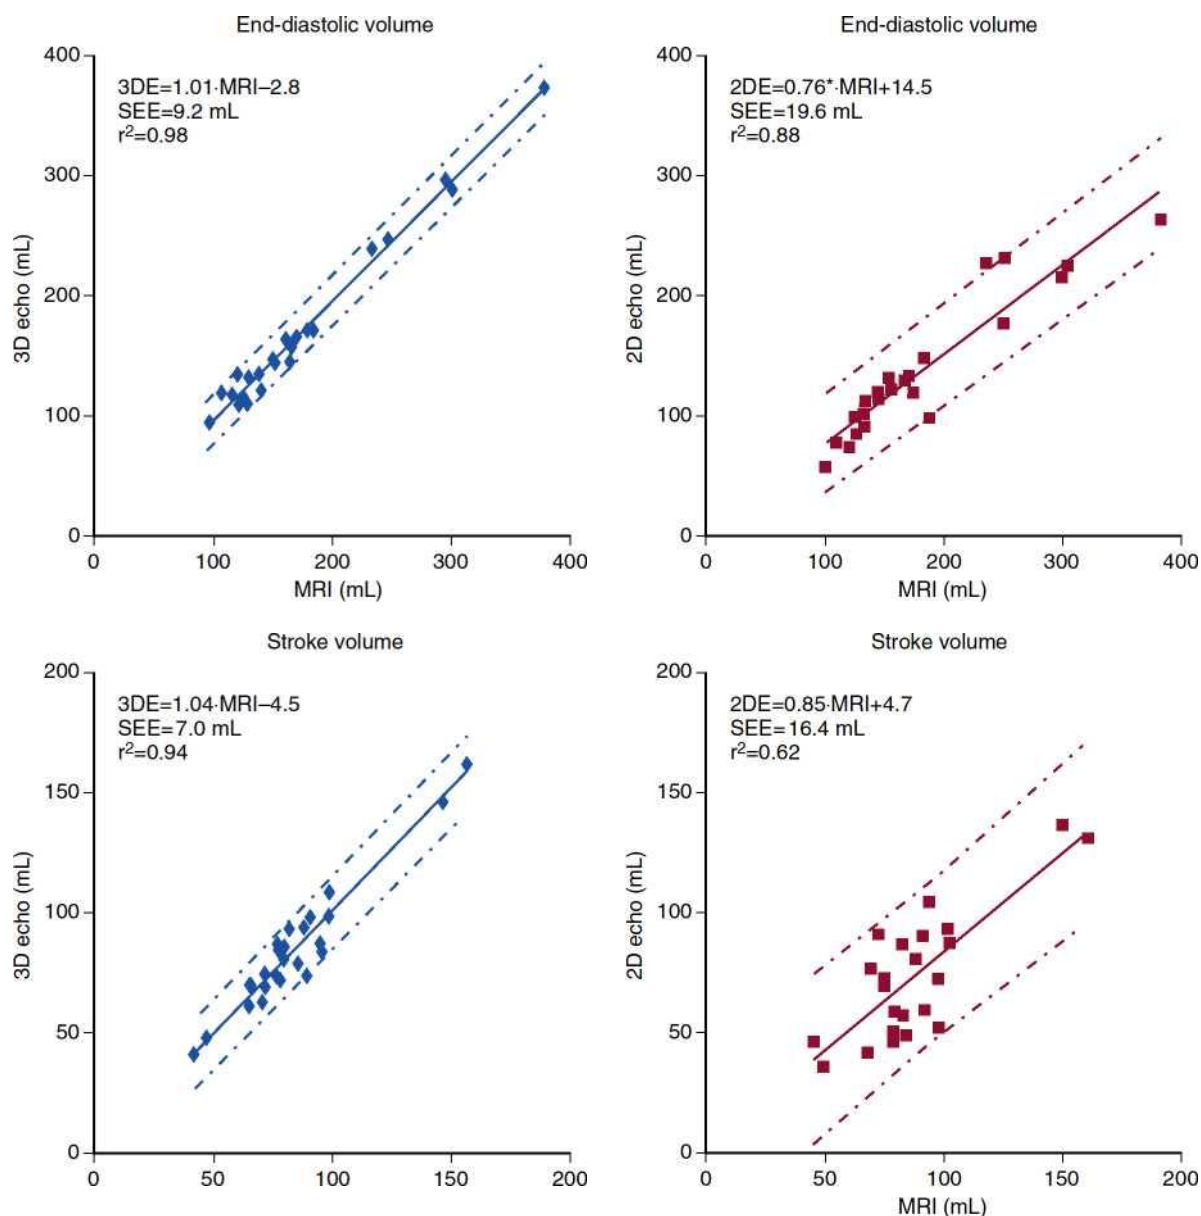 End-diastolic volume
400
300
200
100
0
3D echo (mL)
3DE=1.01·MRI–2.8
SEE=9.2 mL
r²=0.98
0 100 200 300 400
MRI (mL)
End-diastolic volume
400
300
200
100
0
2D echo (mL)
2DE=0.76*·MRI+14.5
SEE=19.6 mL
r²=0.88
0 100 200 300 400
MRI (mL)
Stroke volume
200
150
100
50
0
3D echo (mL)
3DE=1.04·MRI–4.5
SEE=7.0 mL
r²=0.94
0 50 100 150 200
Stroke volume
200
150
100
50
0
2D echo (mL)
2DE=0.85·MRI+4.7
SEE=16.4 mL
r²=0.62
0 50 100 150 200
MRI (mL)